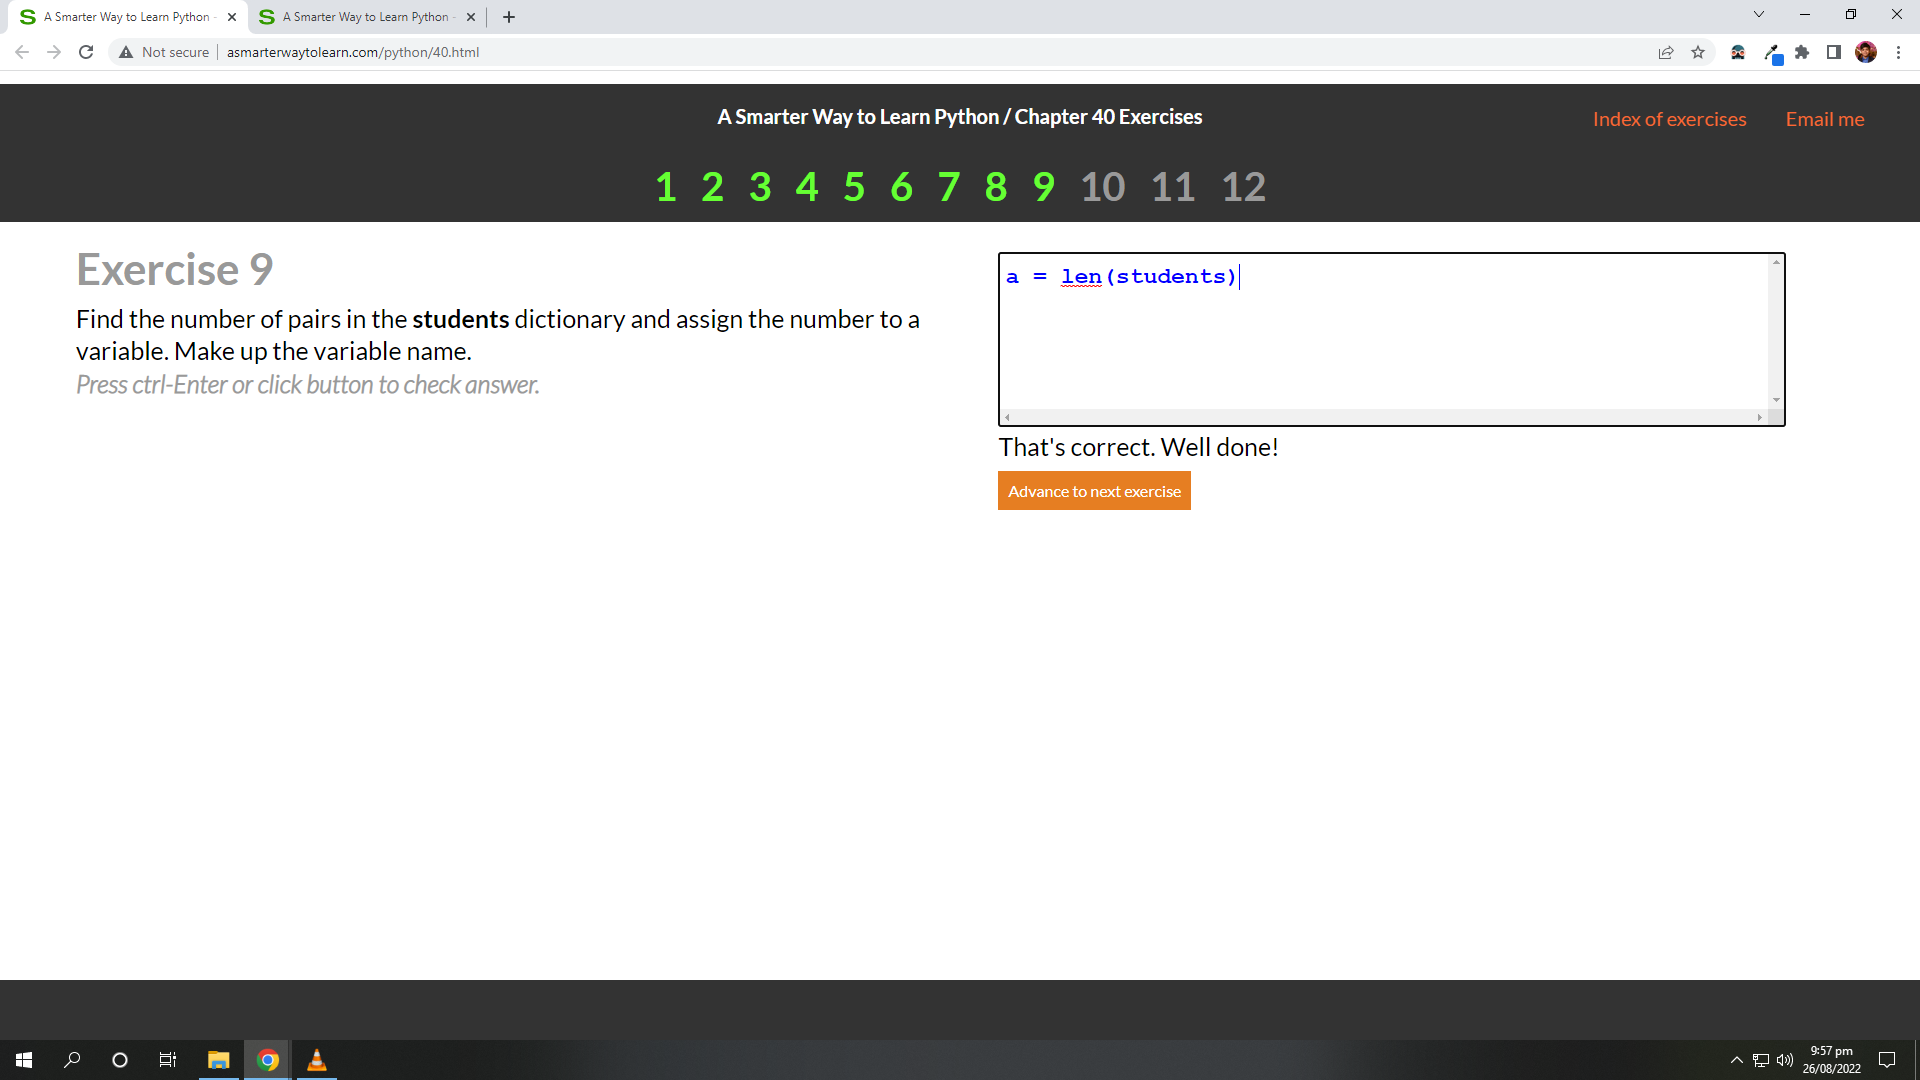 A Smarter Way to Learn Python -
A Smarter Way to Learn Python -
Not secure
asmarterwaytolearn.com/python/40.html
A Smarter Way to Learn Python / Chapter 40 Exercises
Index of exercises
Email me
1 2 3 4 5 6 7 8 9 10 11 12
Exercise 9
Find the number of pairs in the students dictionary and assign the number to a
variable. Make up the variable name.
Press ctrl-Enter or click button to check answer.
a = len(students)
That's correct. Well done!
Advance to next exercise
9:57 pm
26/08/2022